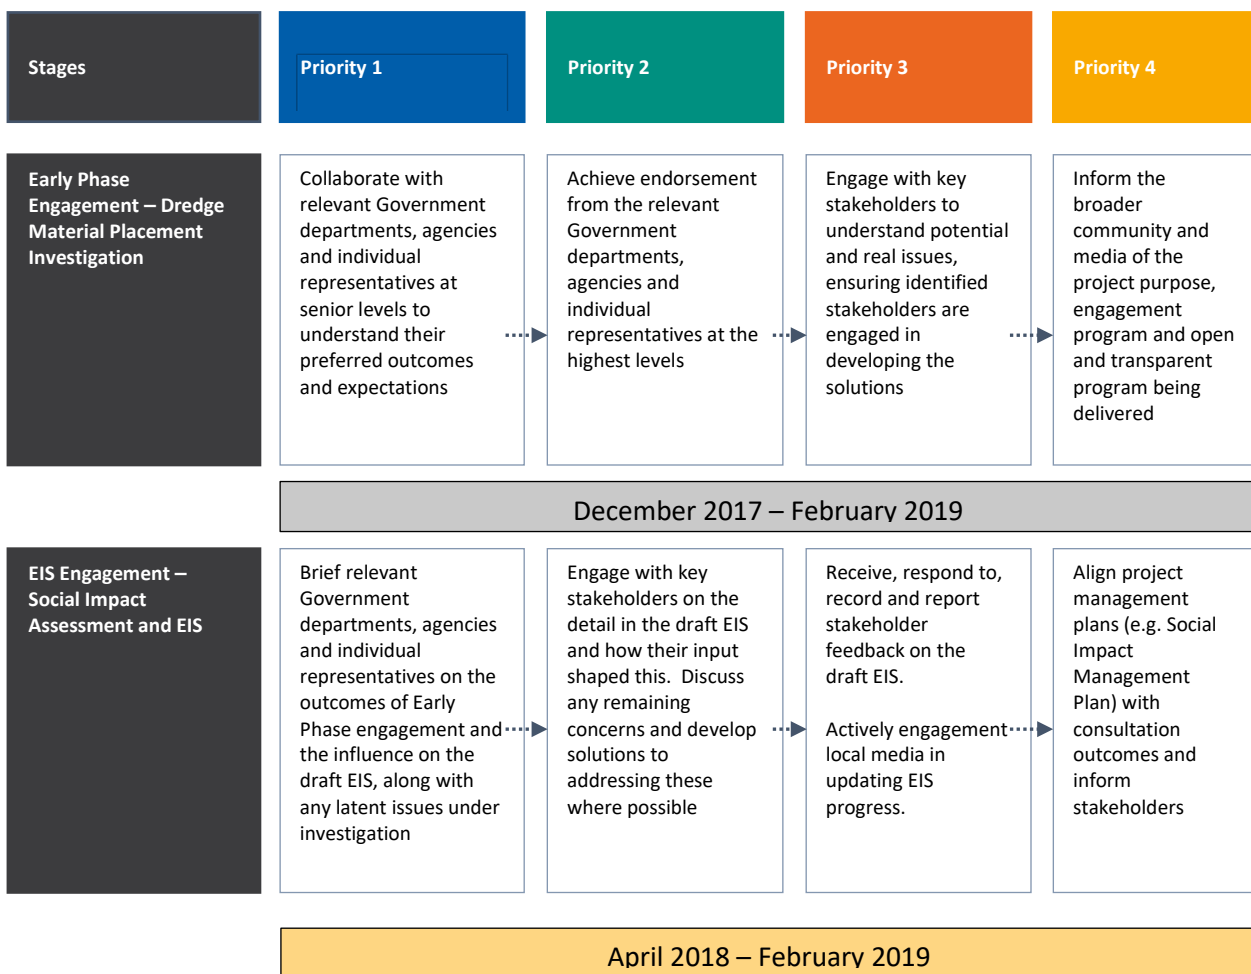 Stages
Priority 1
Priority 2
Priority 3
Priority 4
Early Phase
Engagement – Dredge
Material Placement
Investigation
Collaborate with
relevant Government
departments, agencies
and individual
representatives at
senior levels to
understand their
preferred outcomes
and expectations
Achieve endorsement
from the relevant
Government
departments,
agencies and
individual
representatives at the
highest levels
Engage with key
stakeholders to
understand potential
and real issues,
ensuring identified
stakeholders are
engaged in
developing the
solutions
Inform the
broader
community and
media of the
project purpose,
engagement
program and open
and transparent
program being
delivered
December 2017 – February 2019
EIS Engagement –
Social Impact
Assessment and EIS
Brief relevant
Government
departments, agencies
and individual
representatives on the
outcomes of Early
Phase engagement and
the influence on the
draft EIS, along with
any latent issues under
investigation
Engage with key
stakeholders on the
detail in the draft EIS
and how their input
shaped this. Discuss
any remaining
concerns and develop
solutions to
addressing these
where possible
Receive, respond to,
record and report
stakeholder
feedback on the
draft EIS.
Actively engagement
local media in
updating EIS
progress.
Align project
management
plans (e.g. Social
Impact
Management
Plan) with
consultation
outcomes and
inform
stakeholders
April 2018 – February 2019